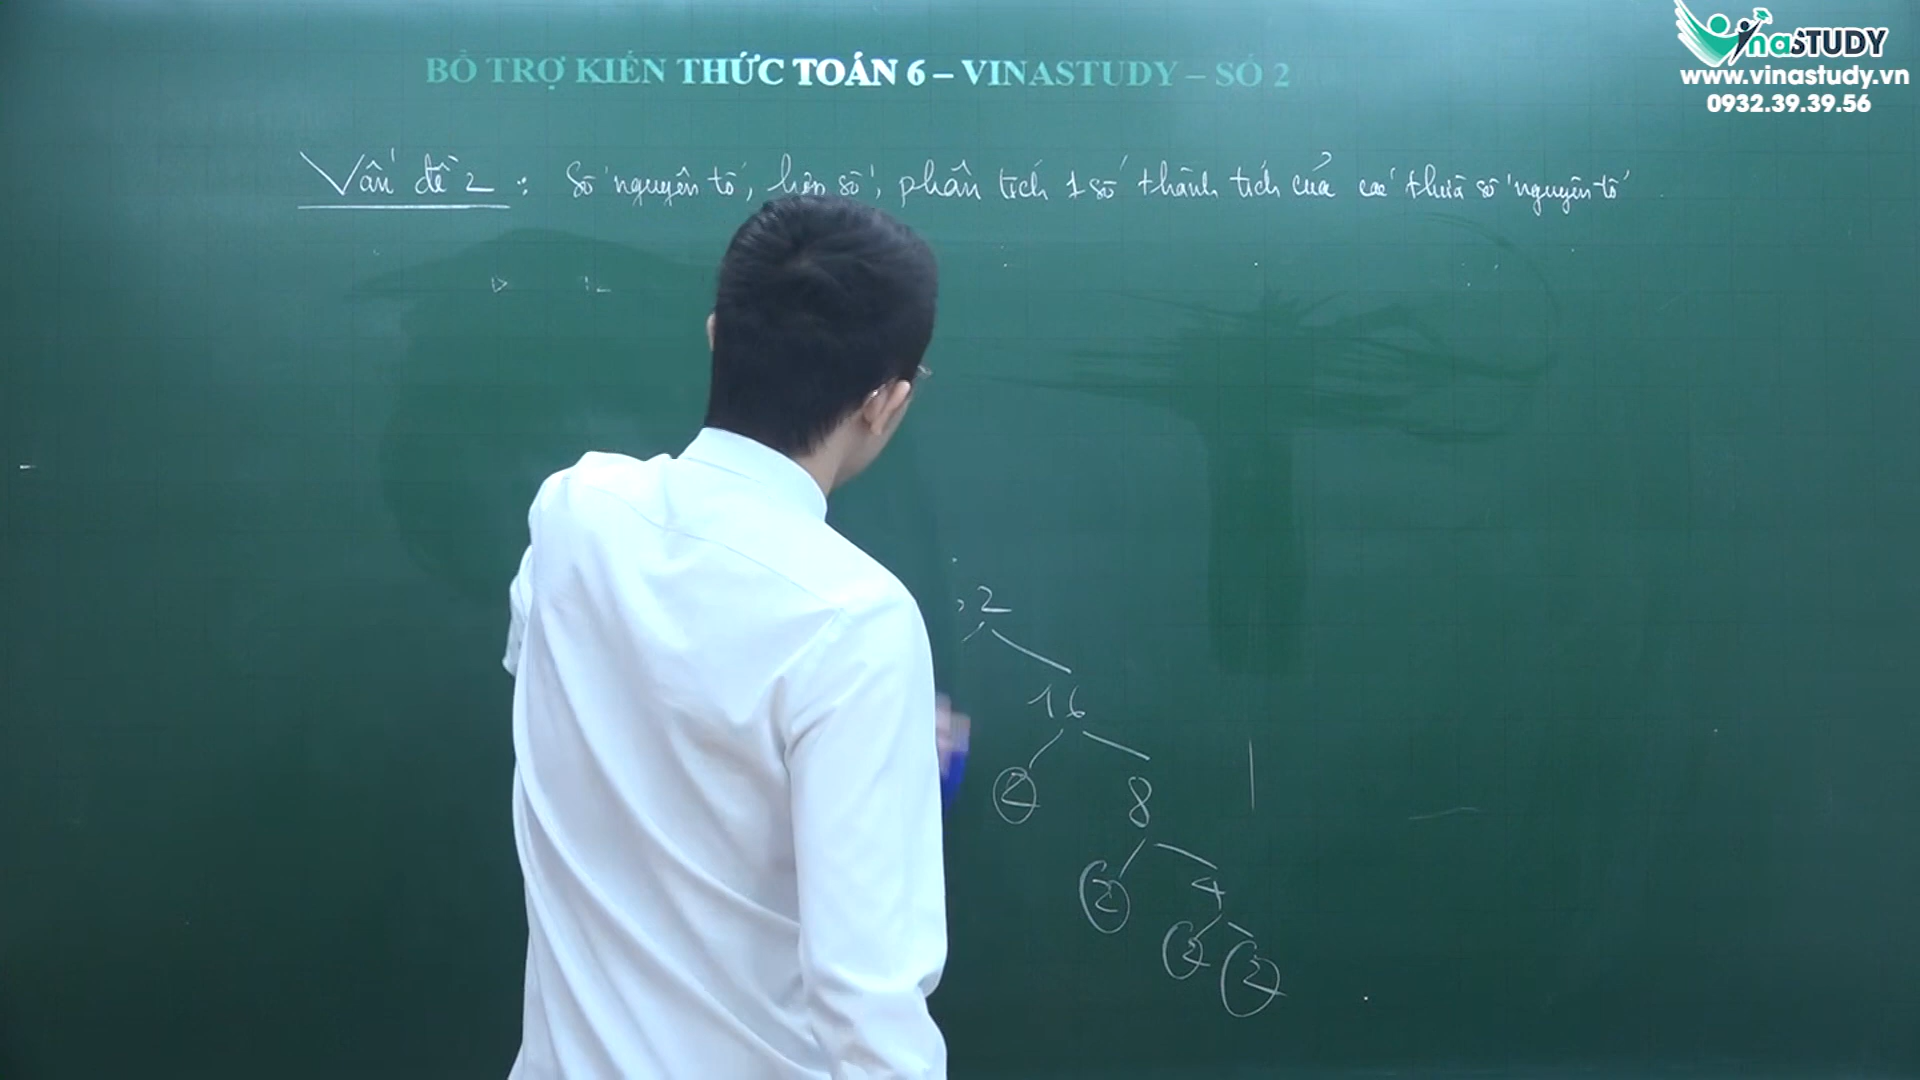 VinaSTUDY
www.vinastudy.vn
0932.39.39.56
BỔ TRỢ KIẾN THỨC TOÁN 6 – VINASTUDY – SỐ 2
Vấn đề 2 : Số nguyên tố, hợp số, phân tích 1 số thành tích của các thừa số nguyên tố
2
16
2 8
2 4
2 2